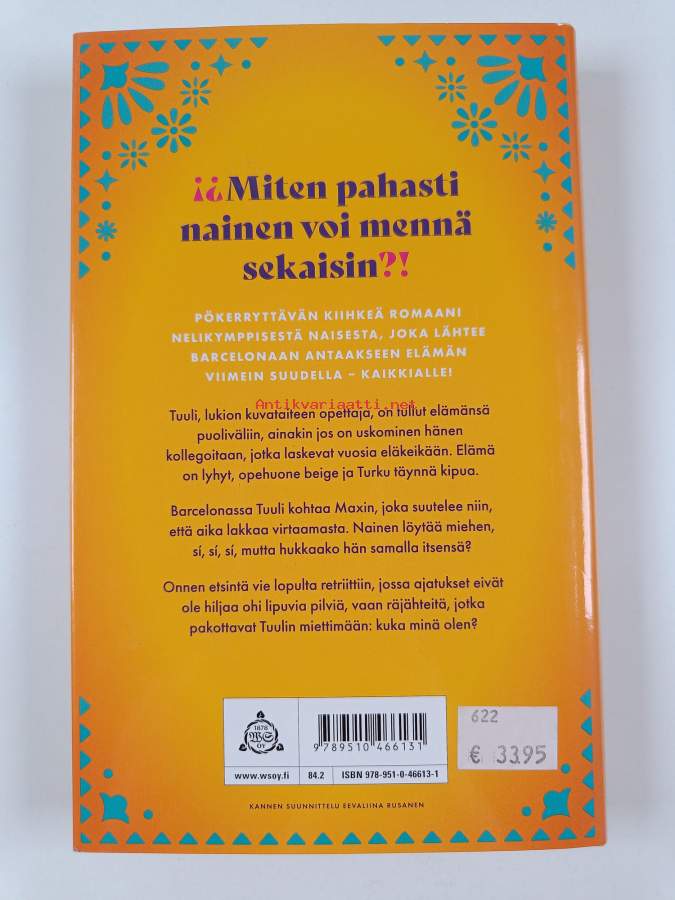 ¡¿Miten pahasti
nainen voi mennä
sekaisin?!
PÖKERRYTTÄVÄN KIIHKEÄ ROMAANI
NELIKYMPPISESTÄ NAISESTA, JOKA LÄHTEE
BARCELONAAN ANTAAKSEEN ELÄMÄN
VIIMEIN SUUDELLA – KAIKKIALLE!
Antikvariaatti.net
Tuuli, lukion kuvataiteen opettaja, on tullut elämänsä
puoliväliin, ainakin jos on uskominen hänen
kollegoitaan, jotka laskevat vuosia eläkeikään. Elämä
on lyhyt, opehuone beige ja Turku täynnä kipua.
Barcelonassa Tuuli kohtaa Maxin, joka suutelee niin,
että aika lakkaa virtaamasta. Nainen löytää miehen,
sí, sí, sí, mutta hukkaako hän samalla itsensä?
Onnen etsintä vie lopulta retriittiin, jossa ajatukset eivät
ole hiljaa ohi lipuvia pilviä, vaan räjähteitä, jotka
pakottavat Tuulin miettimään: kuka minä olen?
1878
WS
OY
9 789510 466131
www.wsoy.fi 84.2 ISBN 978-951-0-46613-1
622
€ 33.95
KANNEN SUUNNITTELU EEVALIINA RUSANEN